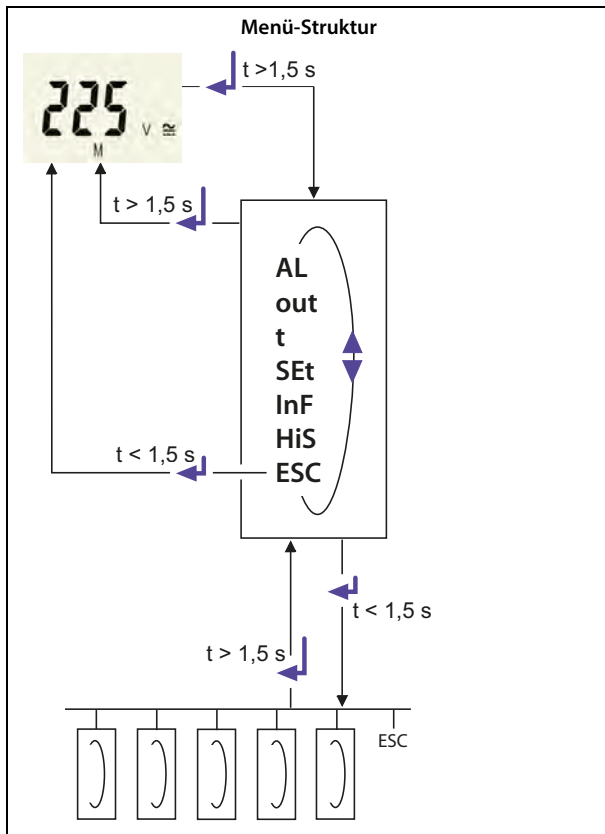 Menü-Struktur
t >1,5 s
225 V ≅
M
t > 1,5 s
AL
out
t
SEt
InF
HiS
t < 1,5 s
ESC
t < 1,5 s
t > 1,5 s
ESC